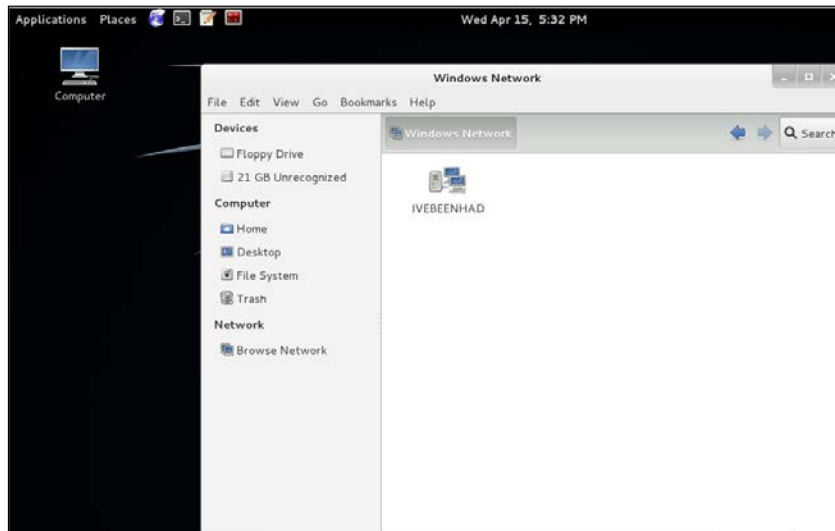 Applications Places Wed Apr 15, 5:32 PM
Computer
Windows Network
File Edit View Go Bookmarks Help
Devices
Floppy Drive
21 GB Unrecognized
Computer
Home
Desktop
File System
Trash
Network
Browse Network
Windows Network Search
IVEBEENHAD